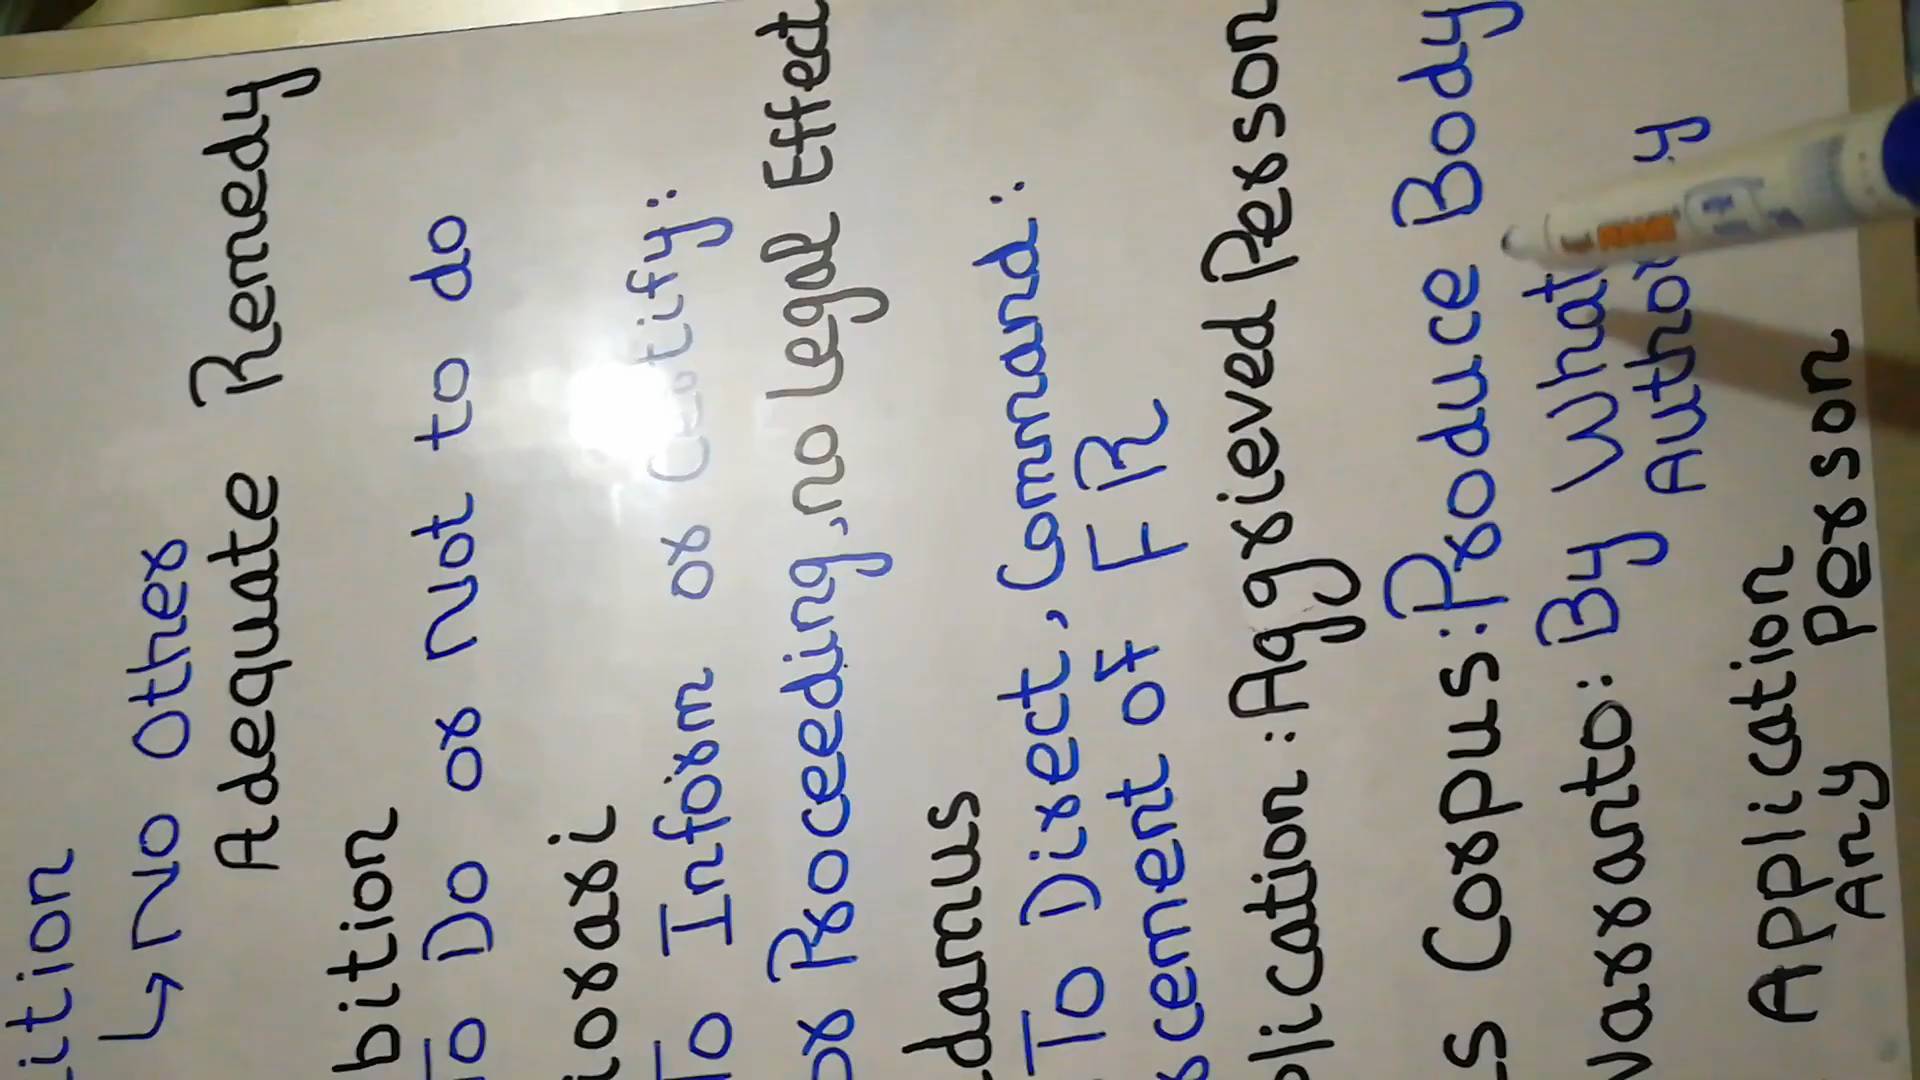 ition
↳ No Other
Adequate Remedy
bition
To Do or Not to do
iorari
To Inform or Certify:
or Proceeding, no legal Effect
damus
To Direct, Command:
rcement of FR
plication: Aggrieved Person
s Corpus: Produce Body
Warranto: By What
Application
Any Person